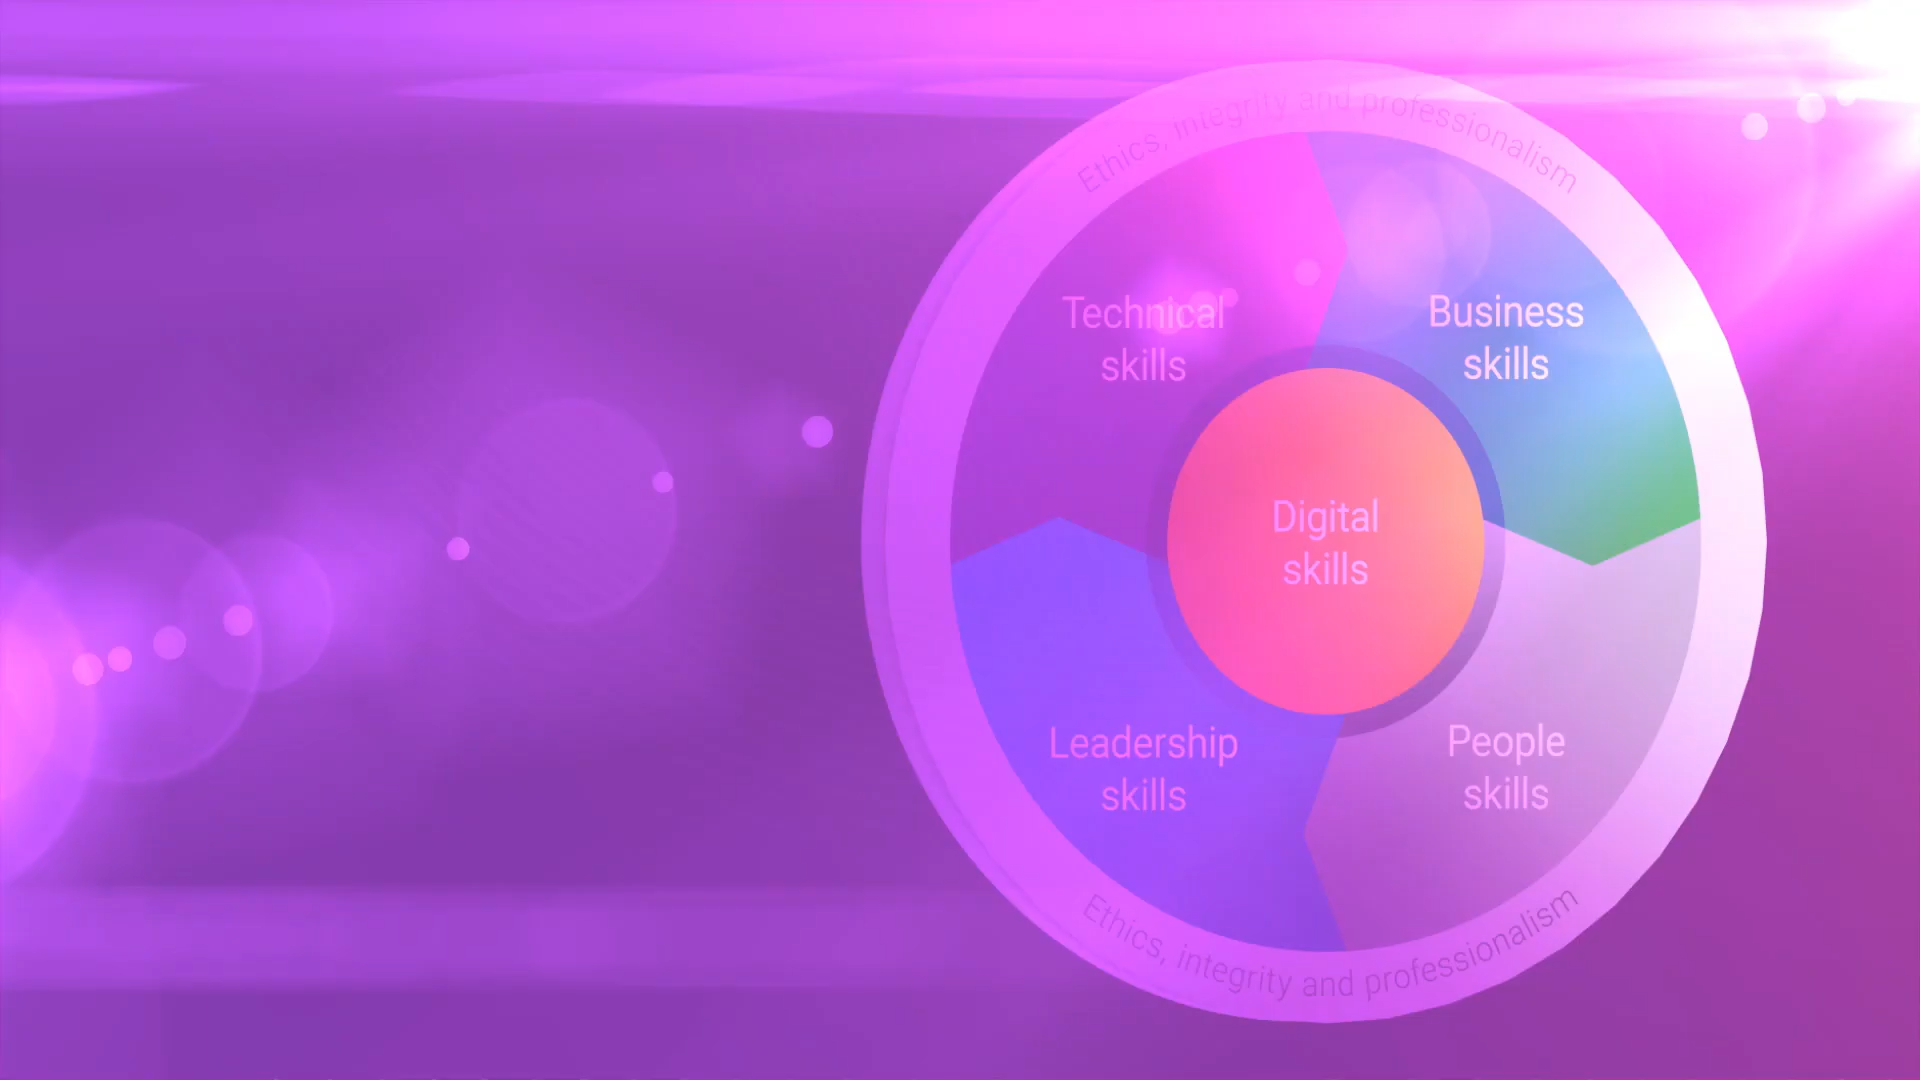 Ethics, integrity and professionalism
Technical
skills
Business
skills
Digital
skills
Leadership
skills
People
skills
Ethics, integrity and professionalism